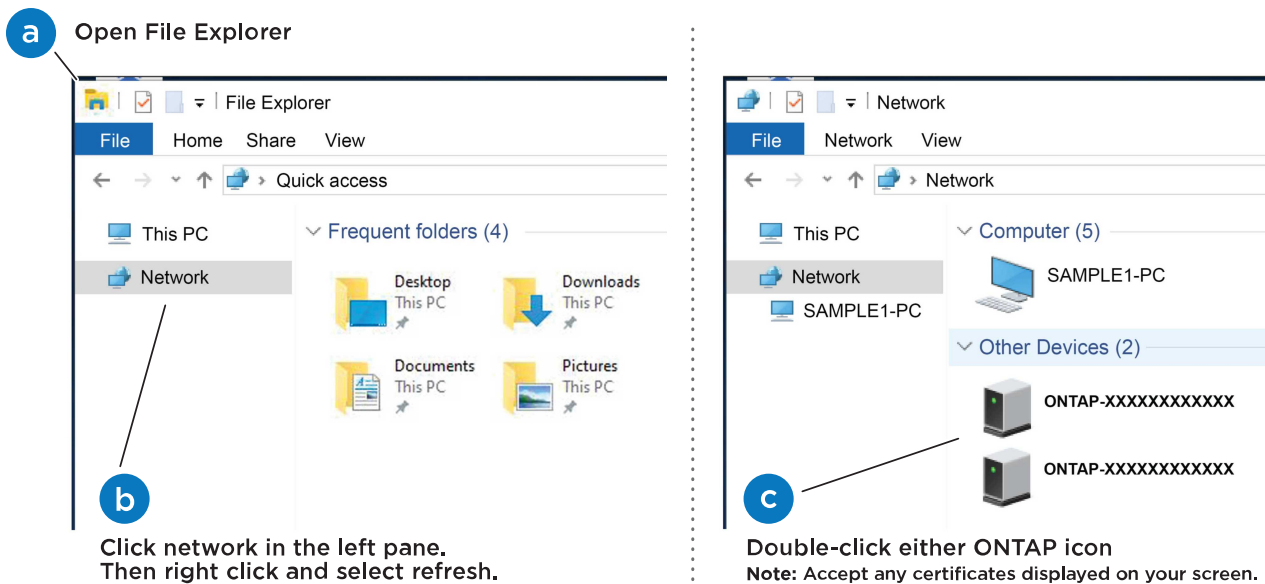 a
Open File Explorer
File Explorer
File Home Share View
Quick access
This PC
Network
Frequent folders (4)
Desktop
This PC
Downloads
This PC
Documents
This PC
Pictures
This PC
b
Click network in the left pane.
Then right click and select refresh.
Network
File Network View
Network
This PC
Network
SAMPLE1-PC
Computer (5)
SAMPLE1-PC
Other Devices (2)
ONTAP-XXXXXXXXXXXX
ONTAP-XXXXXXXXXXXX
c
Double-click either ONTAP icon
Note: Accept any certificates displayed on your screen.